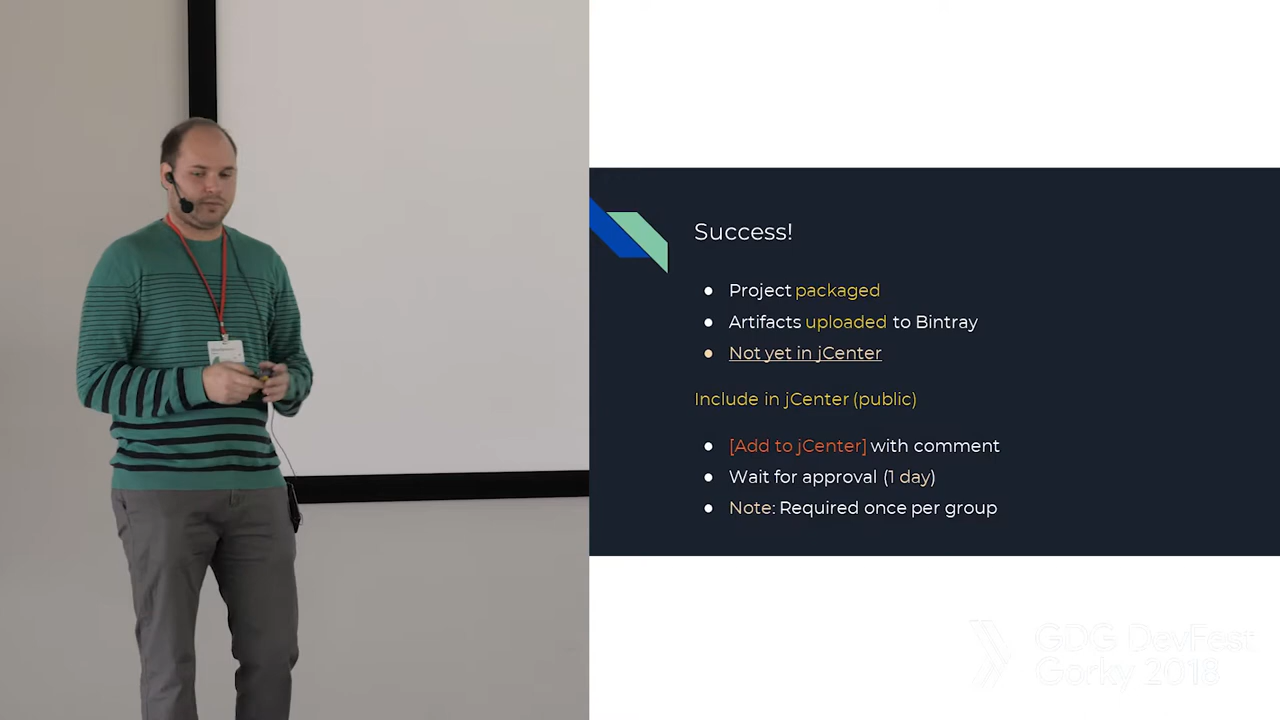 Success!
● Project packaged
● Artifacts uploaded to Bintray
● Not yet in jCenter
Include in jCenter (public)
● [Add to jCenter] with comment
● Wait for approval (1 day)
● Note: Required once per group
GDG DevFest
Gorky 2018